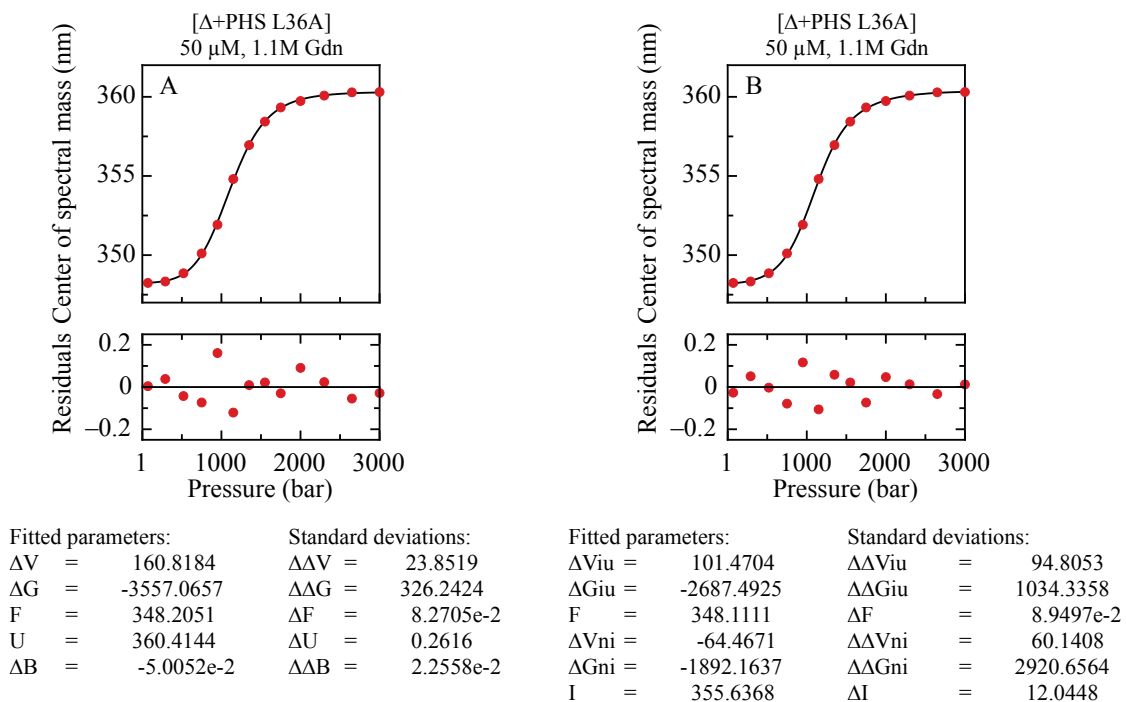 [Δ+PHS L36A]
50 µM, 1.1M Gdn
A
Center of spectral mass (nm)
360
355
350
Residuals
0.2
0
–0.2
1 1000 2000 3000
Pressure (bar)
Fitted parameters: Standard deviations:
ΔV = 160.8184 ΔΔV = 23.8519
ΔG = -3557.0657 ΔΔG = 326.2424
F = 348.2051 ΔF = 8.2705e-2
U = 360.4144 ΔU = 0.2616
ΔB = -5.0052e-2 ΔΔB = 2.2558e-2
[Δ+PHS L36A]
50 µM, 1.1M Gdn
B
Center of spectral mass (nm)
360
355
350
Residuals
0.2
0
–0.2
1 1000 2000 3000
Pressure (bar)
Fitted parameters: Standard deviations:
ΔViu = 101.4704 ΔΔViu = 94.8053
ΔGiu = -2687.4925 ΔΔGiu = 1034.3358
F = 348.1111 ΔF = 8.9497e-2
ΔVni = -64.4671 ΔΔVni = 60.1408
ΔGni = -1892.1637 ΔΔGni = 2920.6564
I = 355.6368 ΔI = 12.0448